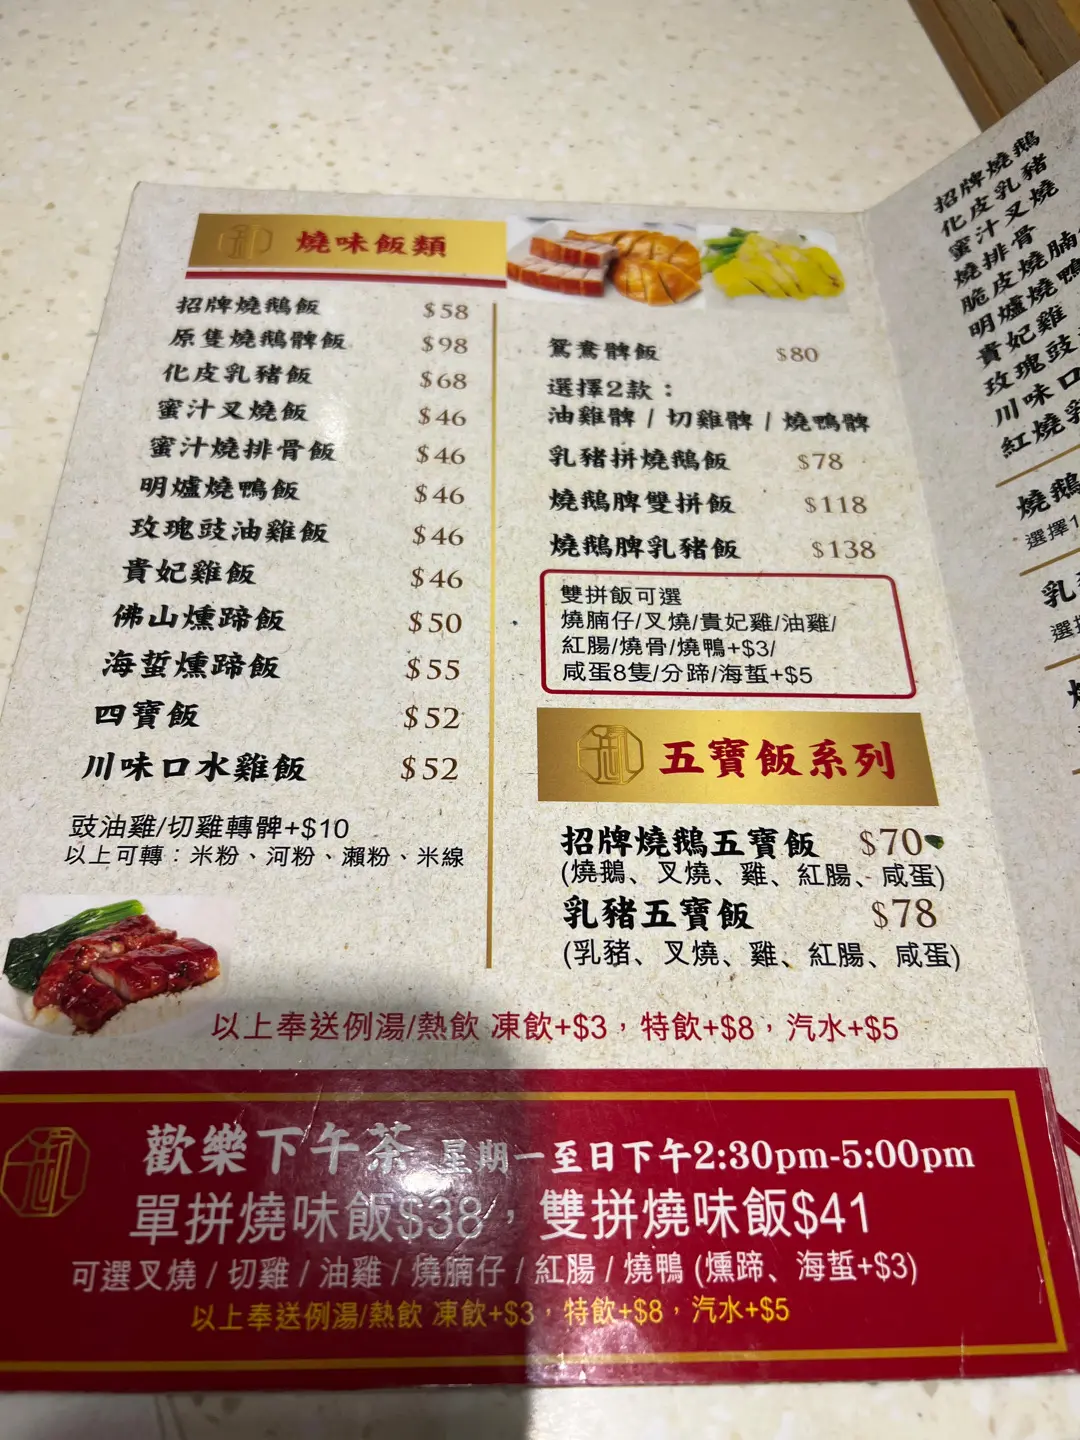 燒味飯類
招牌燒鵝飯 $58
原隻燒鵝髀飯 $98
化皮乳豬飯 $68
蜜汁叉燒飯 $46
蜜汁燒排骨飯 $46
明爐燒鴨飯 $46
玫瑰豉油雞飯 $46
貴妃雞飯 $46
佛山燻蹄飯 $50
海蜇燻蹄飯 $55
四寶飯 $52
川味口水雞飯 $52
豉油雞/切雞轉髀+$10
以上可轉：米粉、河粉、瀨粉、米線
鴛鴦髀飯 $80
選擇2款：
油雞髀 / 切雞髀 / 燒鴨髀
乳豬拼燒鵝飯 $78
燒鵝脾雙拼飯 $118
燒鵝脾乳豬飯 $138
雙拼飯可選
燒腩仔/叉燒/貴妃雞/油雞/
紅腸/燒骨/燒鴨+$3/
咸蛋8隻/分蹄/海蜇+$5
五寶飯系列
招牌燒鵝五寶飯 $70
(燒鵝、叉燒、雞、紅腸、咸蛋)
乳豬五寶飯 $78
(乳豬、叉燒、雞、紅腸、咸蛋)
以上奉送例湯/熱飲 凍飲+$3，特飲+$8，汽水+$5
歡樂下午茶 星期一至日下午2:30pm-5:00pm
單拼燒味飯$38，雙拼燒味飯$41
可選叉燒 / 切雞 / 油雞 / 燒腩仔 / 紅腸 / 燒鴨 (燻蹄、海蜇+$3)
以上奉送例湯/熱飲 凍飲+$3，特飲+$8，汽水+$5
招牌燒鵝
化皮乳豬
蜜汁叉燒
燒排骨
脆皮燒腩
明爐燒鴨
貴妃雞
玫瑰豉
川味口
紅燒乳
燒鵝
選擇1
乳
選